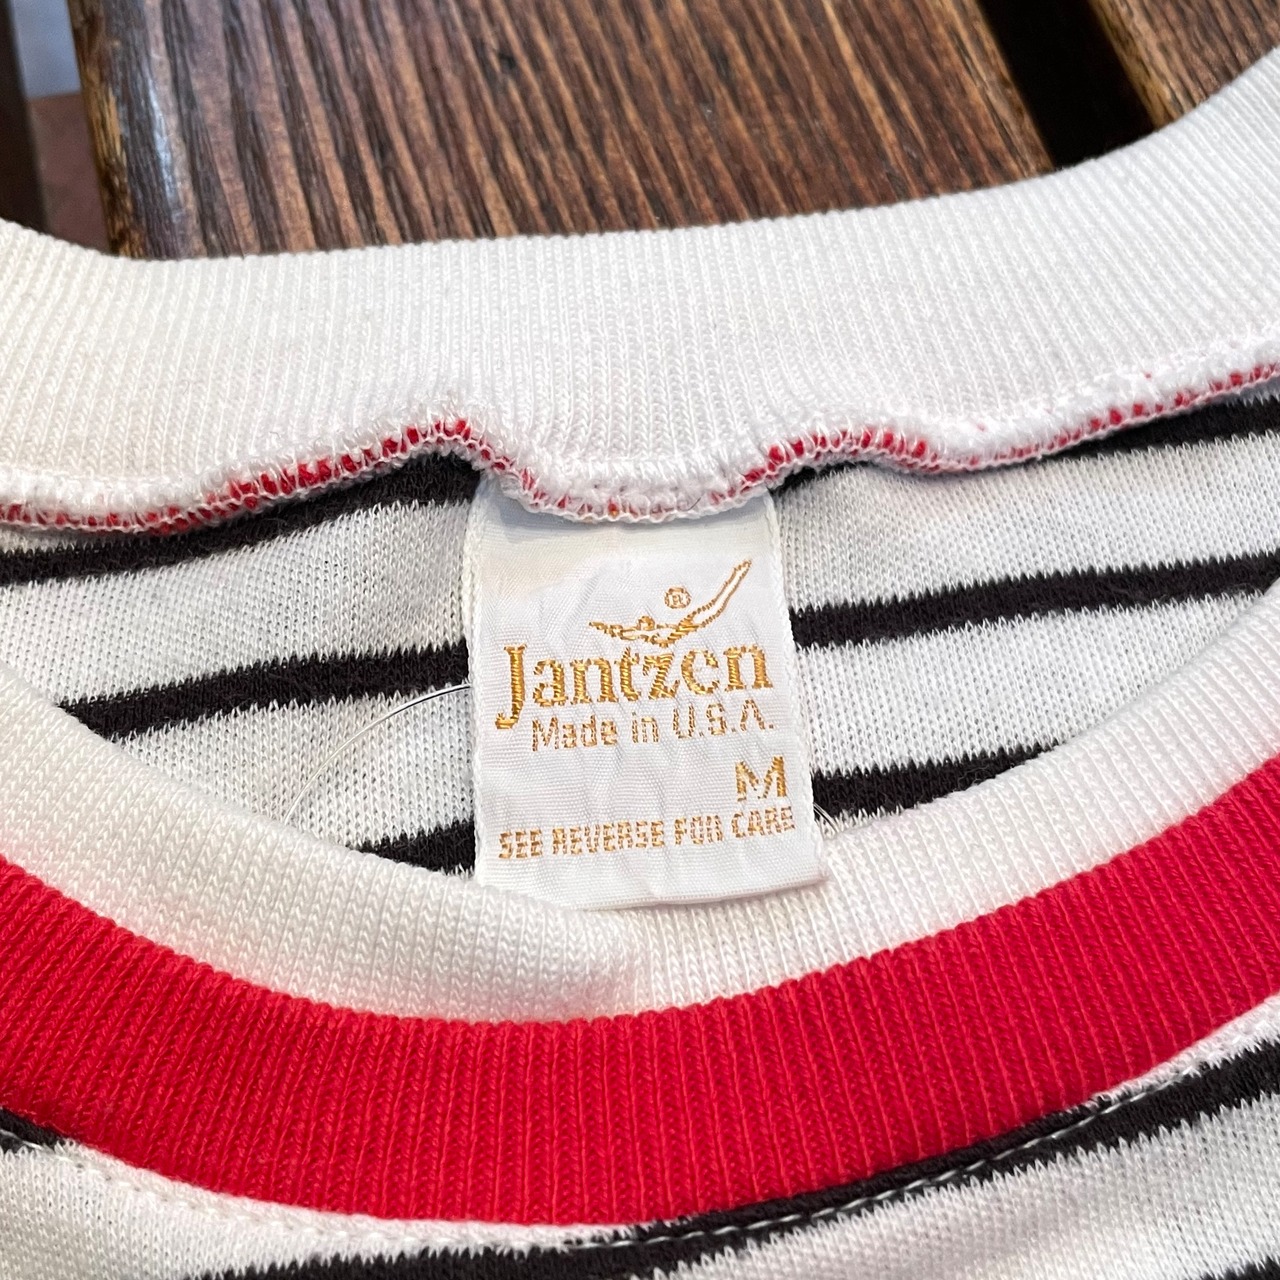 ®
Jantzen
Made in U.S.A.
M
SEE REVERSE FOR CARE